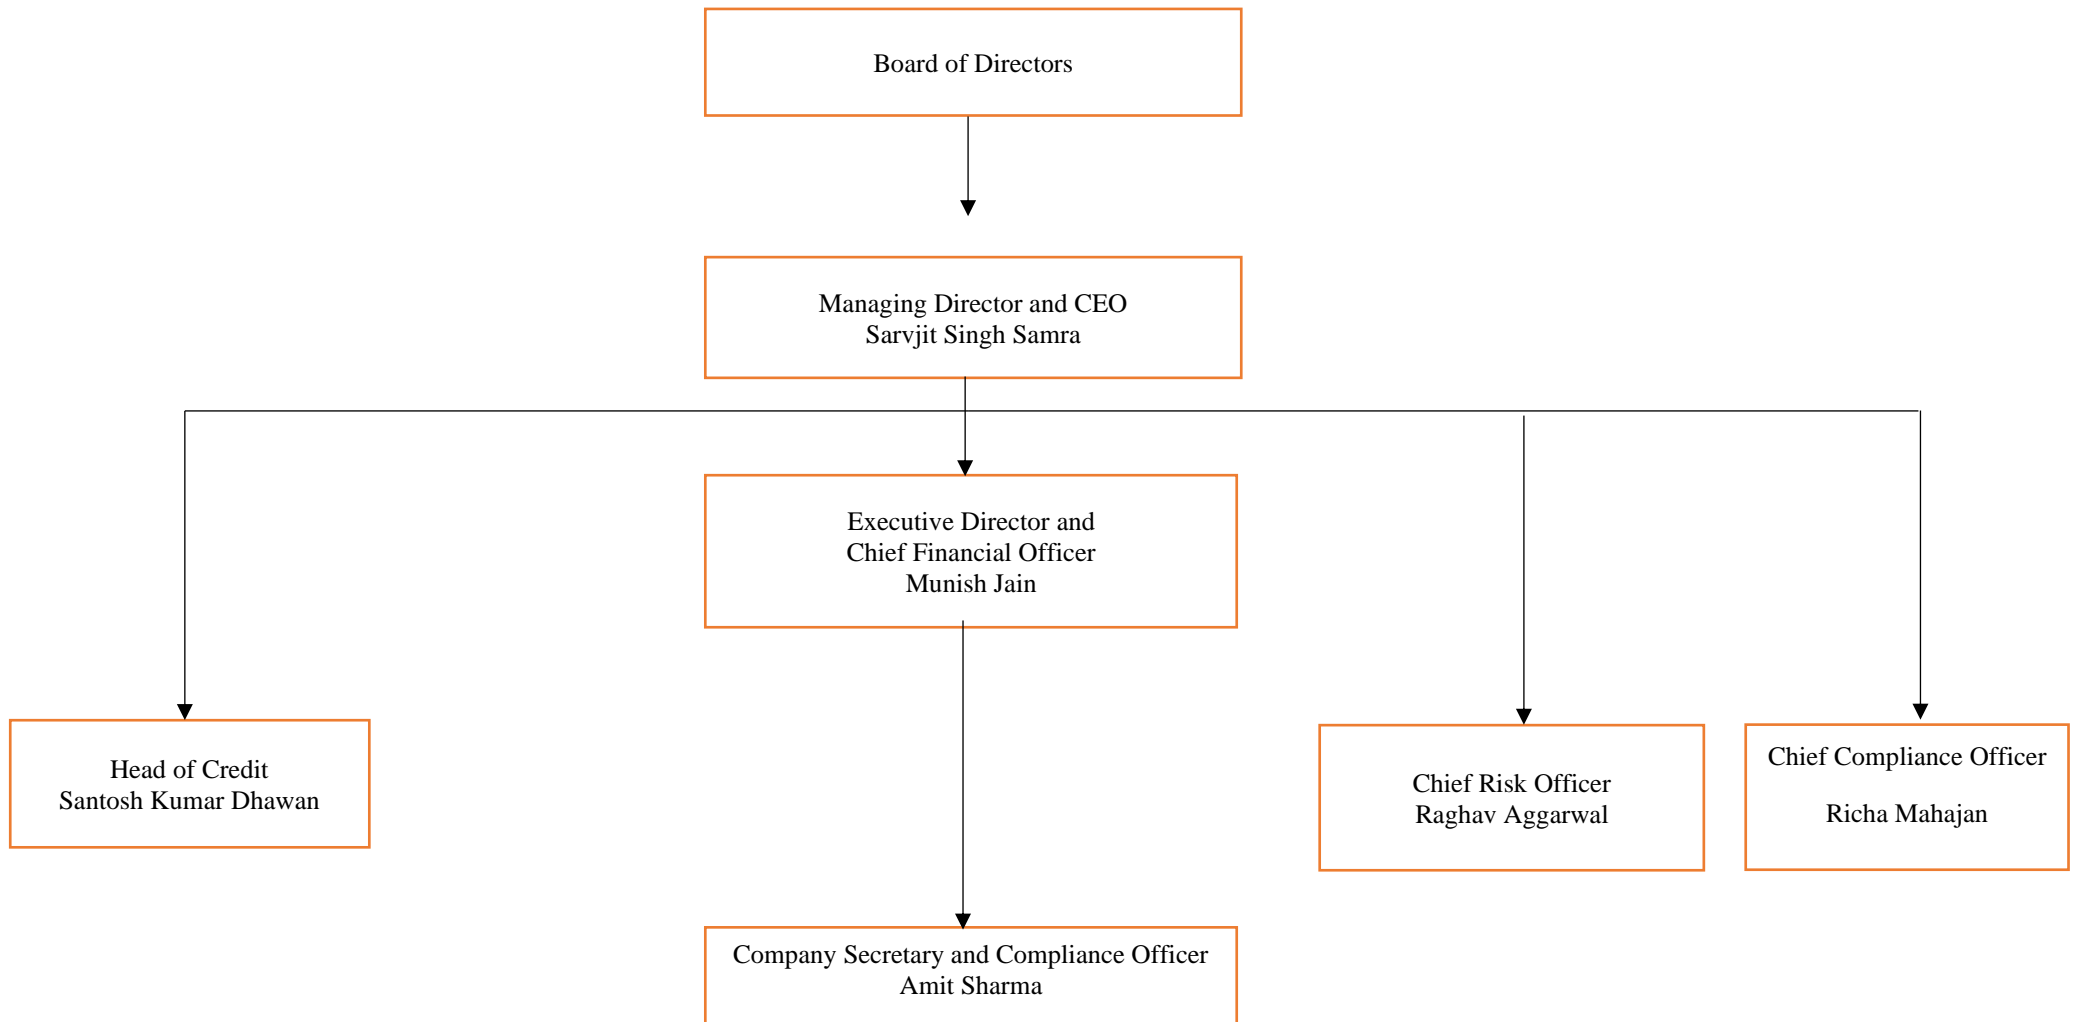 Board of Directors
Managing Director and CEO
Sarvjit Singh Samra
Executive Director and
Chief Financial Officer
Munish Jain
Head of Credit
Santosh Kumar Dhawan
Chief Risk Officer
Raghav Aggarwal
Chief Compliance Officer
Richa Mahajan
Company Secretary and Compliance Officer
Amit Sharma